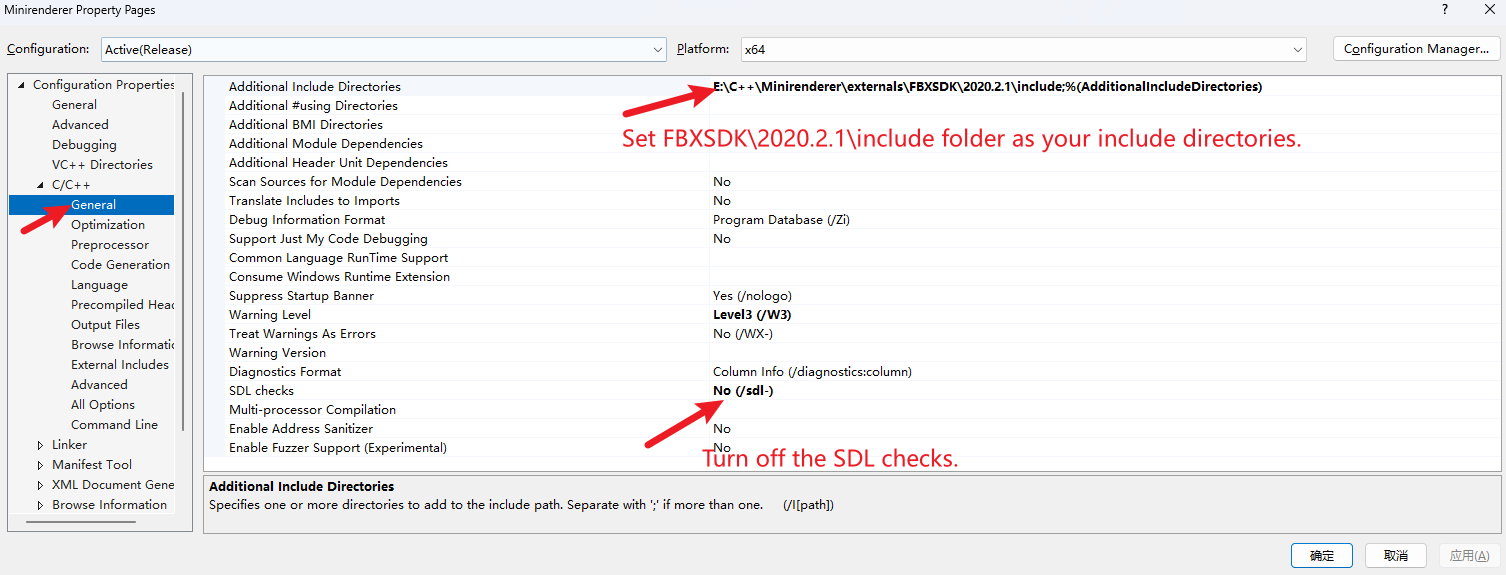 Minirenderer Property Pages
?
Configuration:
Active(Release)
Platform:
x64
Configuration Manager...
Configuration Properties
General
Advanced
Debugging
VC++ Directories
C/C++
General
Optimization
Preprocessor
Code Generation
Language
Precompiled Head
Output Files
Browse Informatic
External Includes
Advanced
All Options
Command Line
Linker
Manifest Tool
XML Document Gene
Browse Information
Additional Include Directories E:\C++\Minirenderer\externals\FBXSDK\2020.2.1\include;%(AdditionalIncludeDirectories)
Additional #using Directories
Additional BMI Directories
Additional Module Dependencies
Set FBXSDK\2020.2.1\include folder as your include directories.
Additional Header Unit Dependencies
Scan Sources for Module Dependencies No
Translate Includes to Imports No
Debug Information Format Program Database (/Zi)
Support Just My Code Debugging No
Common Language RunTime Support
Consume Windows Runtime Extension
Suppress Startup Banner Yes (/nologo)
Warning Level Level3 (/W3)
Treat Warnings As Errors No (/WX-)
Warning Version
Diagnostics Format Column Info (/diagnostics:column)
SDL checks No (/sdl-)
Multi-processor Compilation
Enable Address Sanitizer No
Enable Fuzzer Support (Experimental) No
Turn off the SDL checks.
Additional Include Directories
Specifies one or more directories to add to the include path. Separate with ';' if more than one. (/I[path])
确定
取消
应用(A)